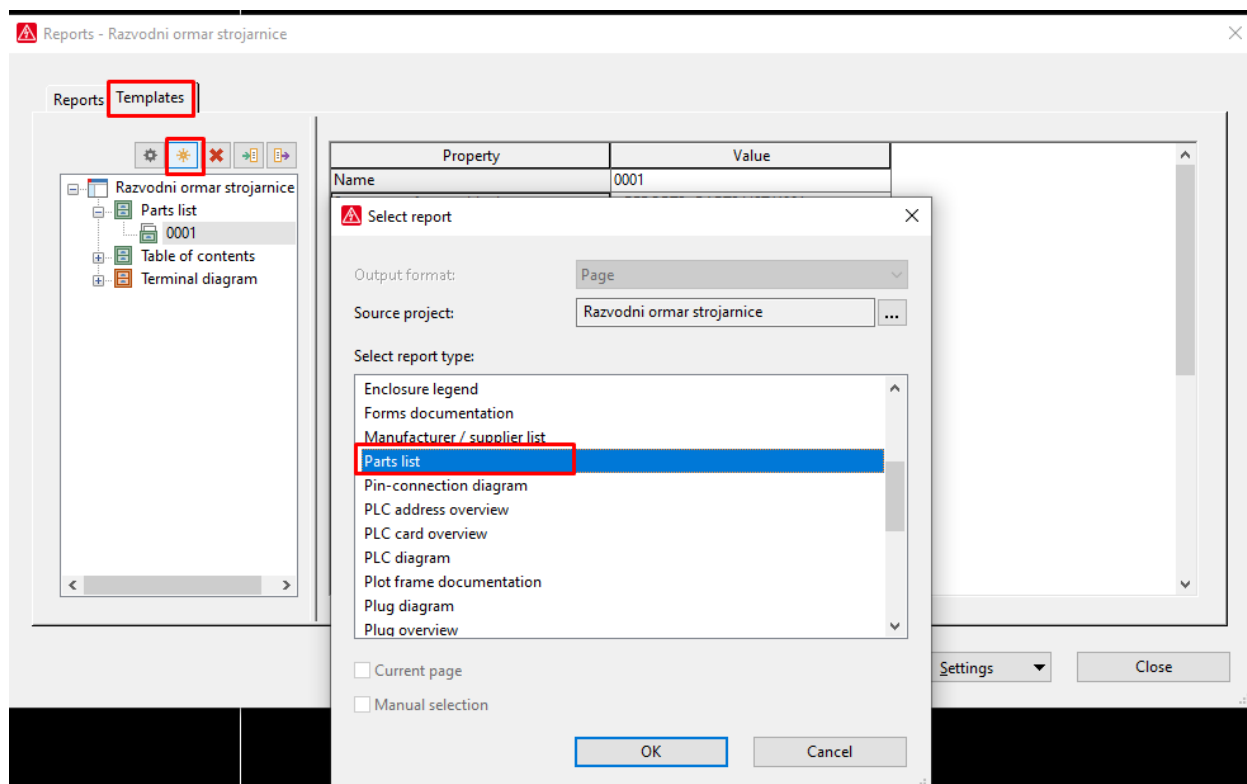 Reports - Razvodni ormar strojarnice
Reports
Templates
Property
Value
Razvodni ormar strojarnice
Parts list
0001
Table of contents
Terminal diagram
Name
0001
Select report
Output format:
Page
Source project:
Razvodni ormar strojarnice
...
Select report type:
Enclosure legend
Forms documentation
Manufacturer / supplier list
Parts list
Pin-connection diagram
PLC address overview
PLC card overview
PLC diagram
Plot frame documentation
Plug diagram
Plug overview
Current page
Manual selection
OK
Cancel
Settings
Close